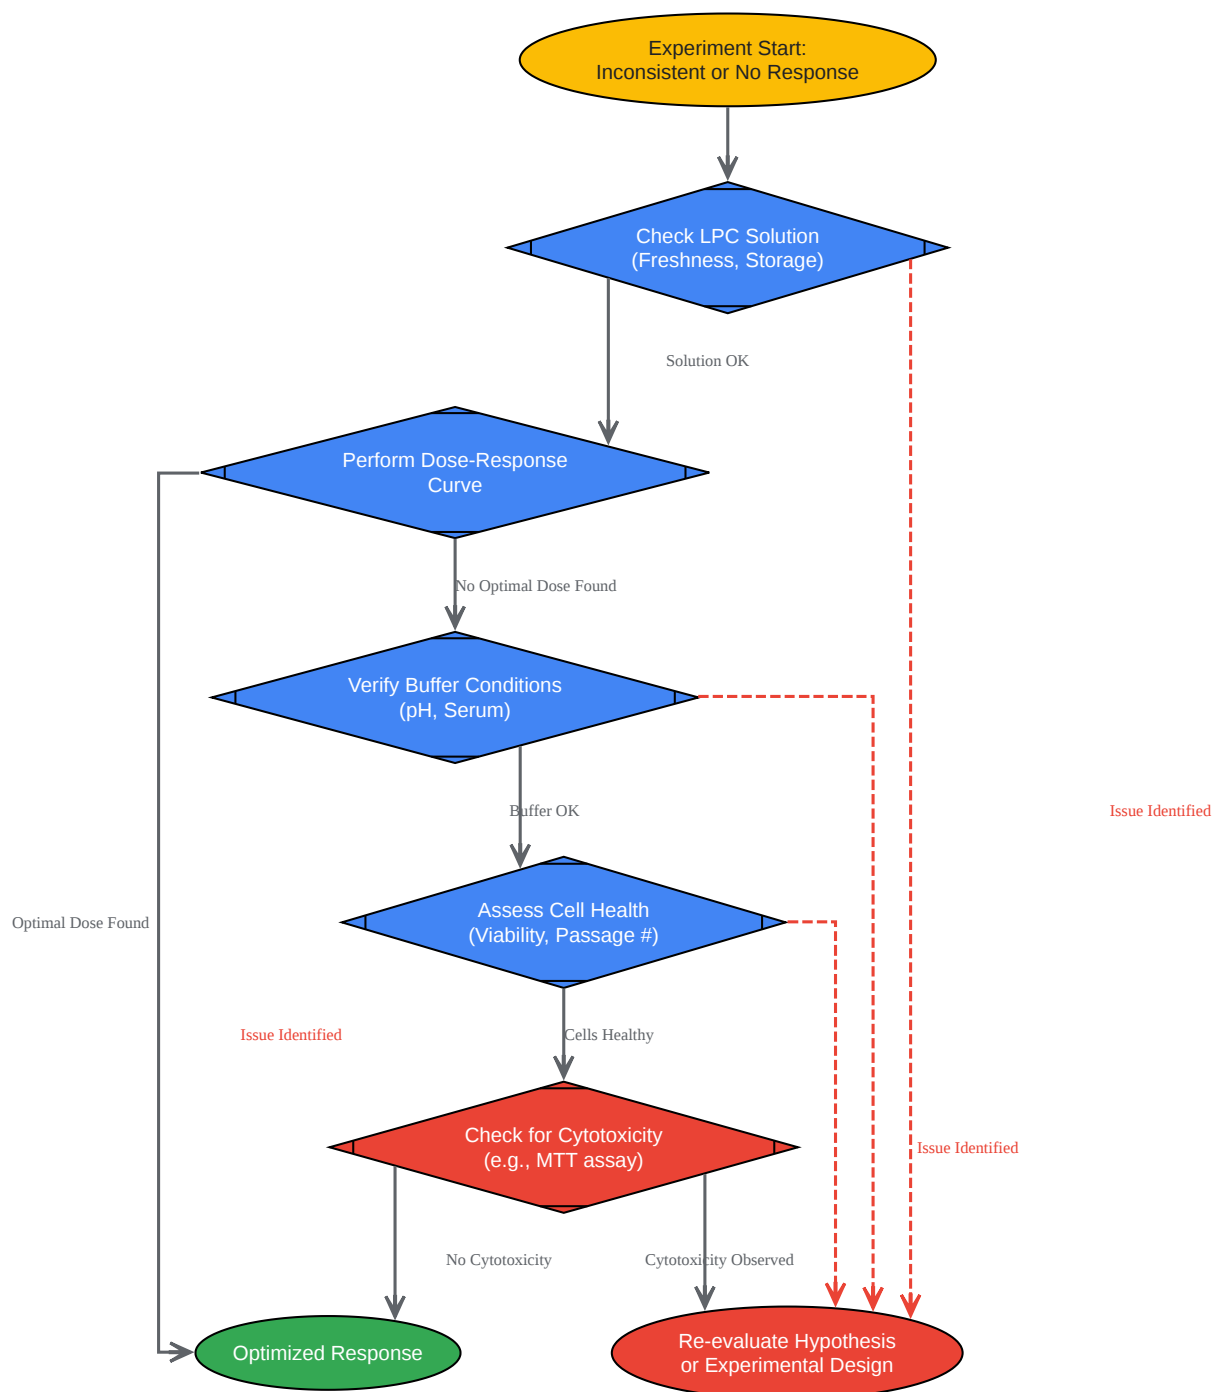 Experiment Start:
Inconsistent or No Response
Check LPC Solution
(Freshness, Storage)
Solution OK
Perform Dose-Response
Curve
No Optimal Dose Found
Verify Buffer Conditions
(pH, Serum)
Buffer OK
Issue Identified
Assess Cell Health
(Viability, Passage #)
Optimal Dose Found
Issue Identified
Cells Healthy
Check for Cytotoxicity
(e.g., MTT assay)
Issue Identified
No Cytotoxicity
Cytotoxicity Observed
Optimized Response
Re-evaluate Hypothesis
or Experimental Design